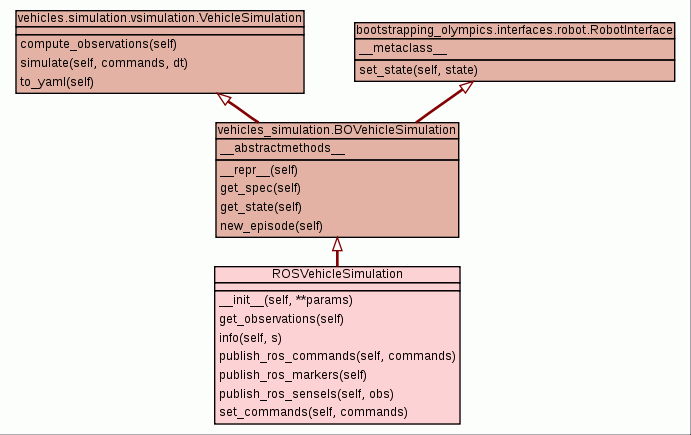 vehicles.simulation.vsimulation.VehicleSimulation
compute_observations(self)
simulate(self, commands, dt)
to_yaml(self)
bootstrapping_olympics.interfaces.robot.RobotInterface
__metaclass__
set_state(self, state)
vehicles_simulation.BOVehicleSimulation
__abstractmethods__
__repr__(self)
get_spec(self)
get_state(self)
new_episode(self)
ROSVehicleSimulation
__init__(self, **params)
get_observations(self)
info(self, s)
publish_ros_commands(self, commands)
publish_ros_markers(self)
publish_ros_sensels(self, obs)
set_commands(self, commands)